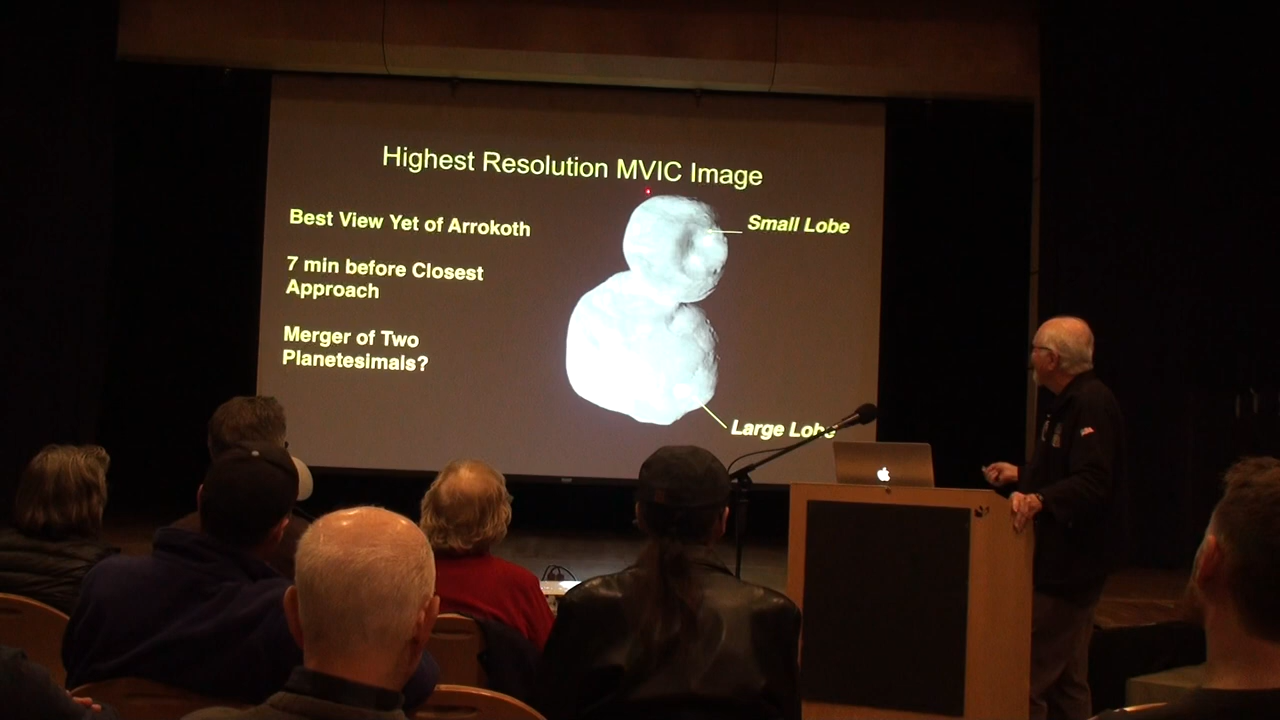 Highest Resolution MVIC Image
Best View Yet of Arrokoth
7 min before Closest
Approach
Merger of Two
Planetesimals?
Small Lobe
Large Lobe